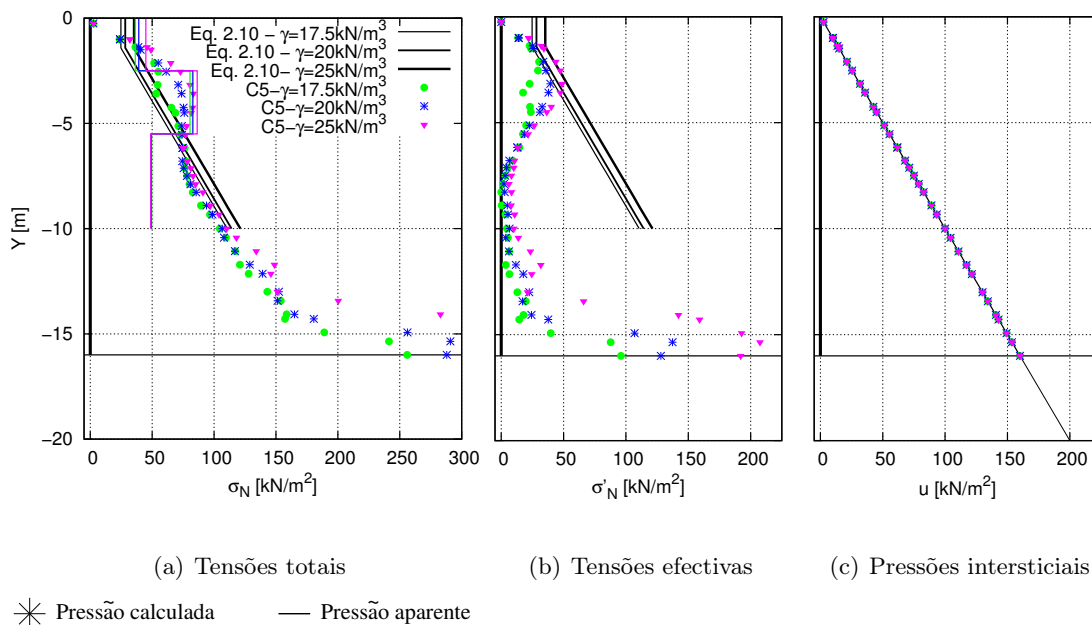 Eq. 2.10 − γ=17.5kN/m³
Eq. 2.10 − γ=20kN/m³
Eq. 2.10− γ=25kN/m³
C5−γ=17.5kN/m³
C5−γ=20kN/m³
C5−γ=25kN/m³
0
−5
−10
−15
−20
Y [m]
0 50 100 150 200 250 300
σN [kN/m²]
0 50 100 150 200
σ'N [kN/m²]
0 50 100 150 200
u [kN/m²]
(a) Tensões totais
(b) Tensões efectivas
(c) Pressões intersticiais
Pressão calculada
Pressão aparente